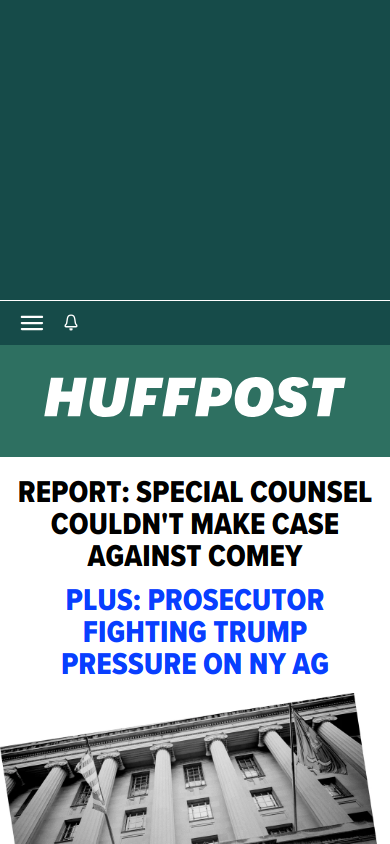 HUFFPOST
REPORT: SPECIAL COUNSEL
COULDN'T MAKE CASE
AGAINST COMEY
PLUS: PROSECUTOR
FIGHTING TRUMP
PRESSURE ON NY AG